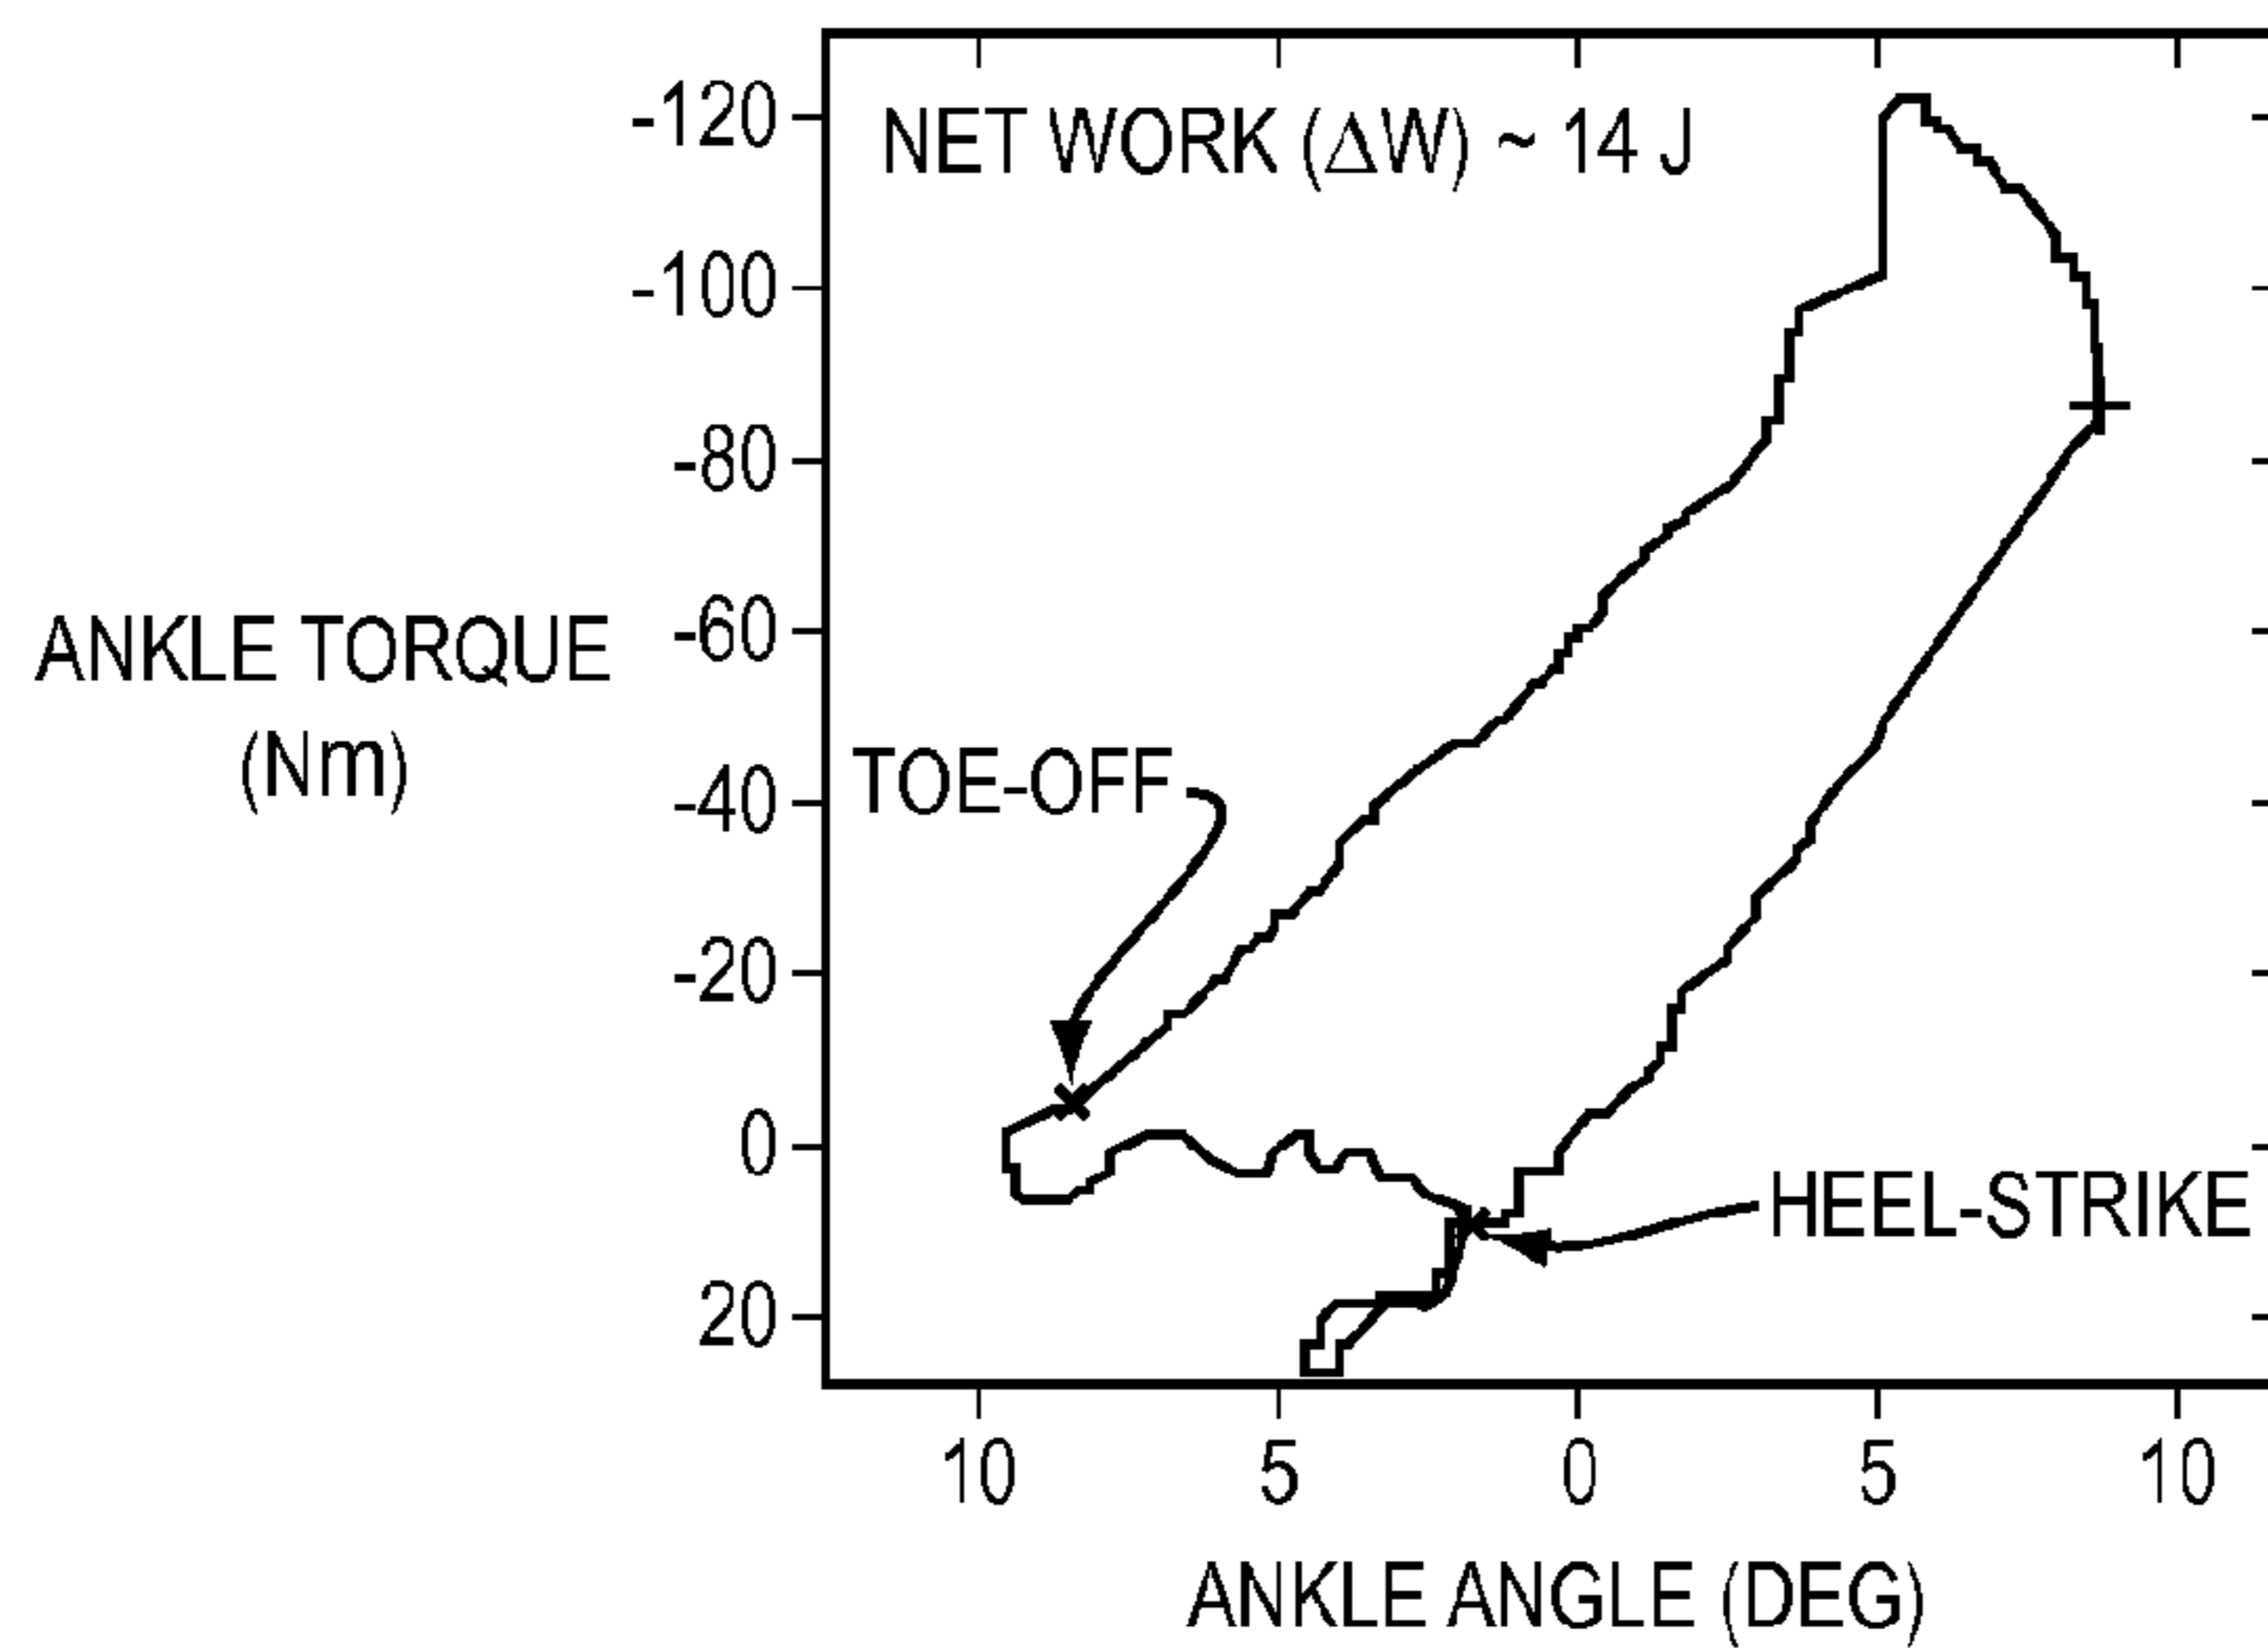 -120
NET WORK (ΔW) ~ 14 J
-100
-80
-60
ANKLE TORQUE
(Nm)
-40
TOE-OFF
-20
0
HEEL-STRIKE
20
10 5 0 5 10
ANKLE ANGLE (DEG)